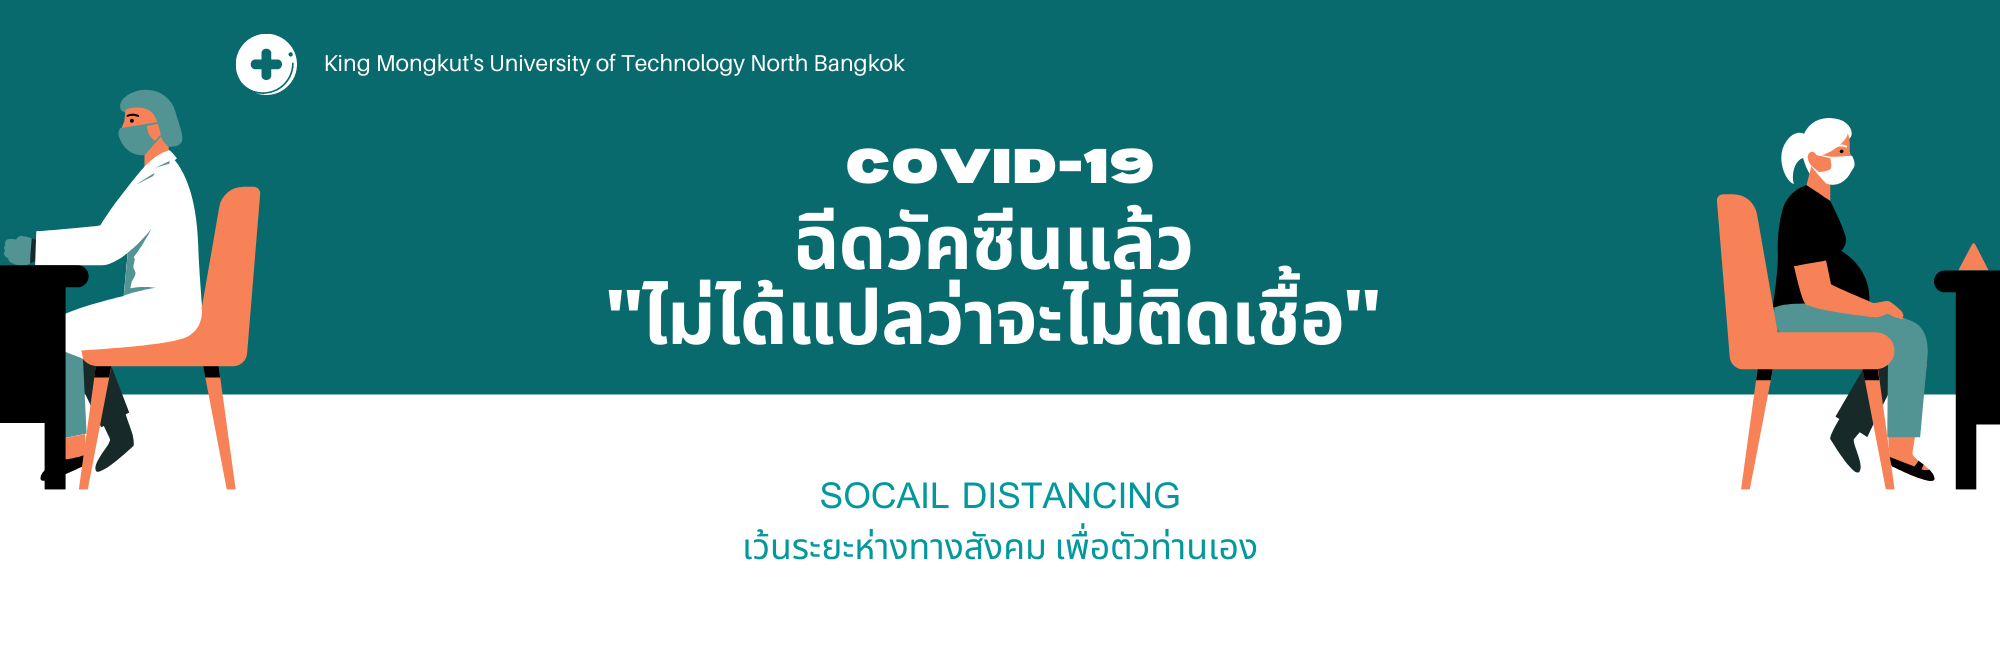 King Mongkut's University of Technology North Bangkok
COVID-19
ฉีดวัคซีนแล้ว
"ไม่ได้แปลว่าจะไม่ติดเชื้อ"
SOCAIL DISTANCING
เว้นระยะห่างทางสังคม เพื่อตัวท่านเอง